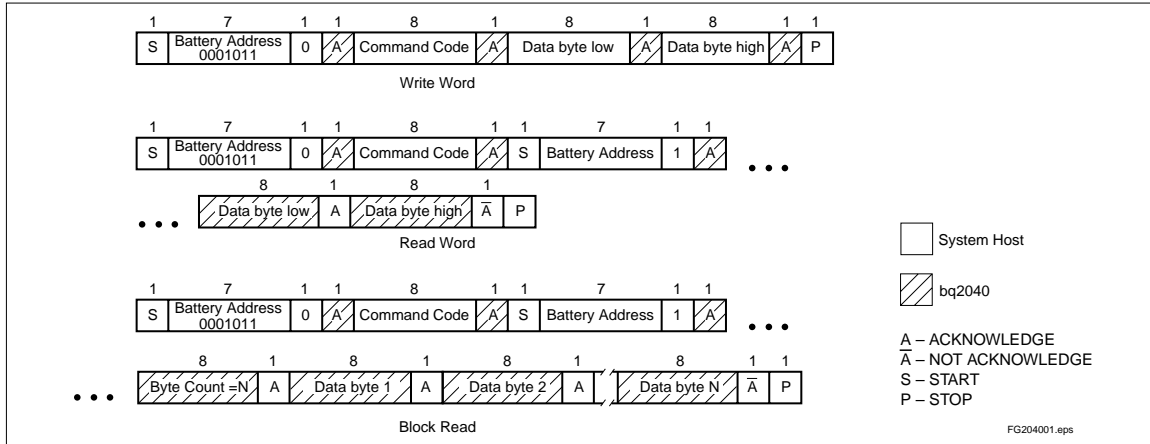 1 7 1 1 8 1 8 1 8 1 1
S Battery Address 0001011 0 A Command Code A Data byte low A Data byte high A P
Write Word
1 7 1 1 8 1 1 7 1 1
S Battery Address 0001011 0 A Command Code A S Battery Address 1 A • • •
8 1 8 1
• • • Data byte low A Data byte high A̅ P
Read Word
System Host
bq2040
1 7 1 1 8 1 1 7 1 1
S Battery Address 0001011 0 A Command Code A S Battery Address 1 A • • •
8 1 8 1 8 1 8 1 1
• • • Byte Count =N A Data byte 1 A Data byte 2 A Data byte N A̅ P
Block Read
A – ACKNOWLEDGE
A̅ – NOT ACKNOWLEDGE
S – START
P – STOP
FG204001.eps